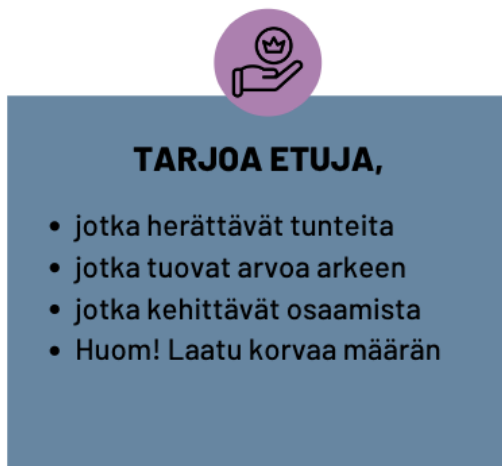 TARJOA ETUJA,
• jotka herättävät tunteita
• jotka tuovat arvoa arkeen
• jotka kehittävät osaamista
• Huom! Laatu korvaa määrän